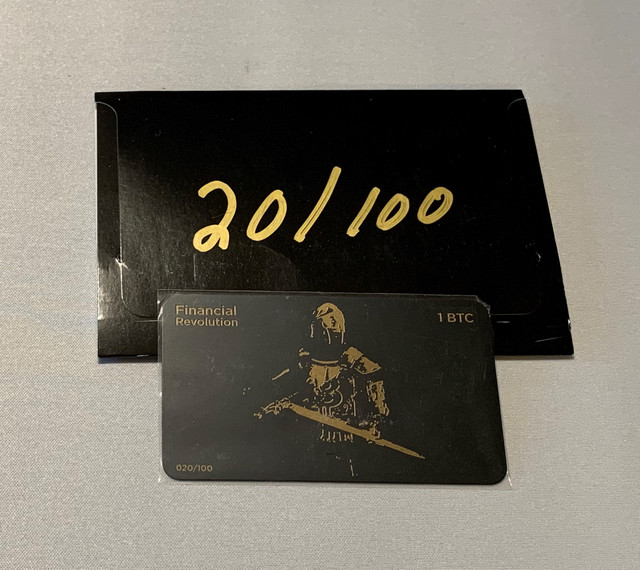 20/100
Financial
Revolution
1 BTC
020/100